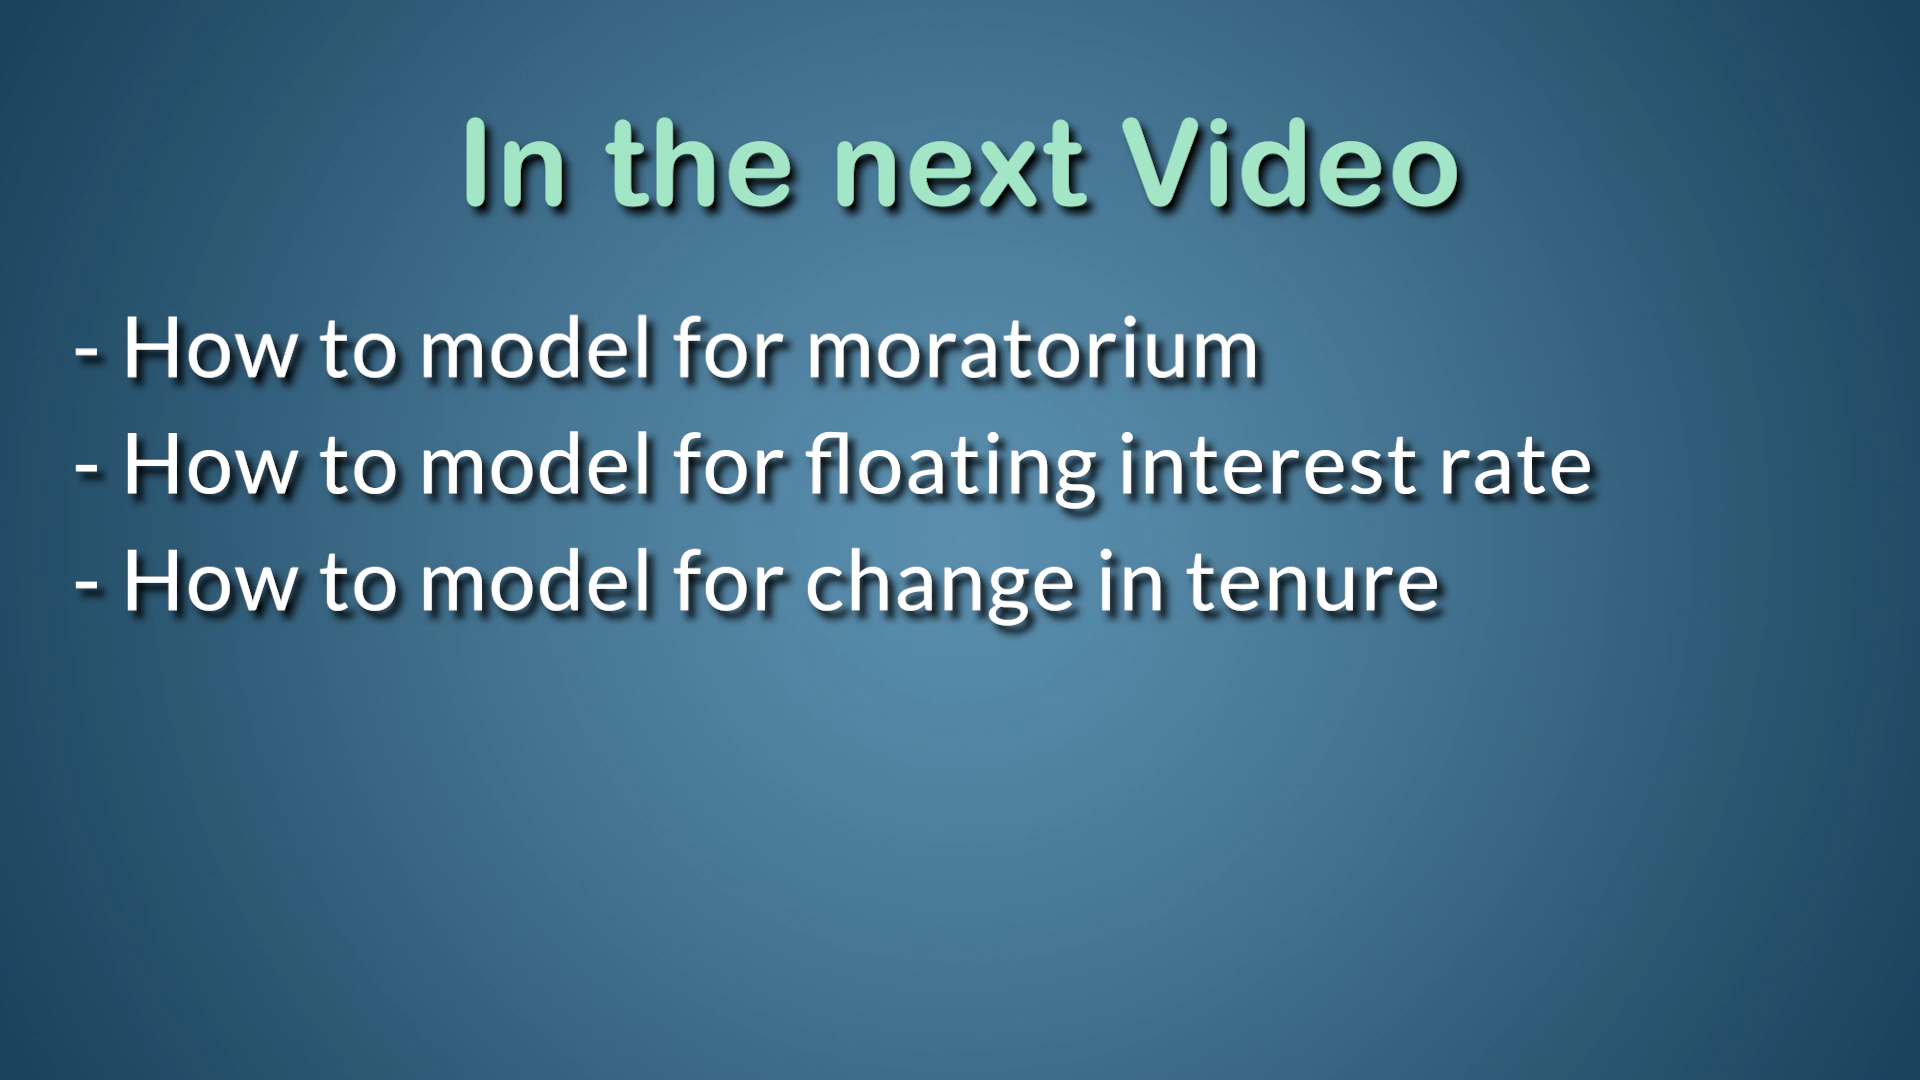 In the next Video
- How to model for moratorium
- How to model for floating interest rate
- How to model for change in tenure